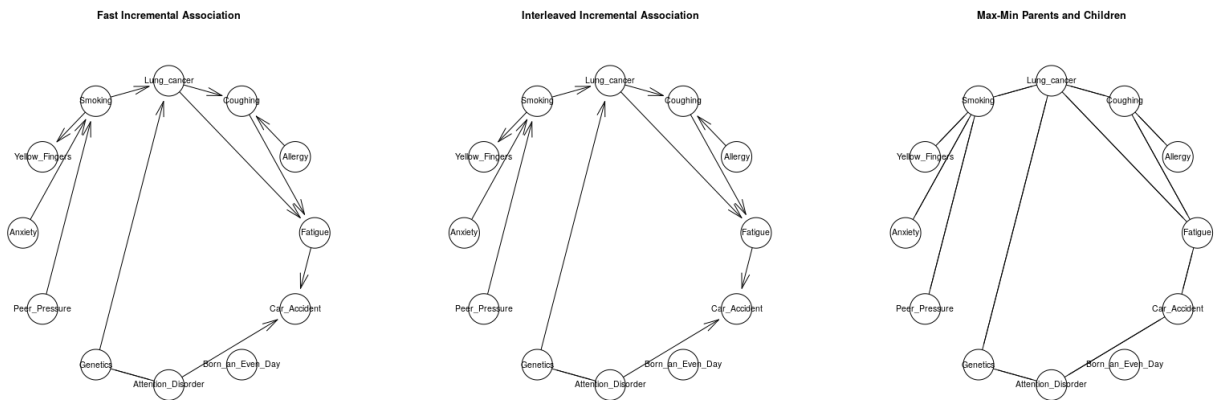 Fast Incremental Association
Lung_cancer
Smoking
Coughing
Yellow_Fingers
Allergy
Anxiety
Fatigue
Peer_Pressure
Car_Accident
Genetics
Born_an_Even_Day
Attention_Disorder
Interleaved Incremental Association
Lung_cancer
Smoking
Coughing
Yellow_Fingers
Allergy
Anxiety
Fatigue
Peer_Pressure
Car_Accident
Genetics
Born_an_Even_Day
Attention_Disorder
Max-Min Parents and Children
Lung_cancer
Smoking
Coughing
Yellow_Fingers
Allergy
Anxiety
Fatigue
Peer_Pressure
Car_Accident
Genetics
Born_an_Even_Day
Attention_Disorder